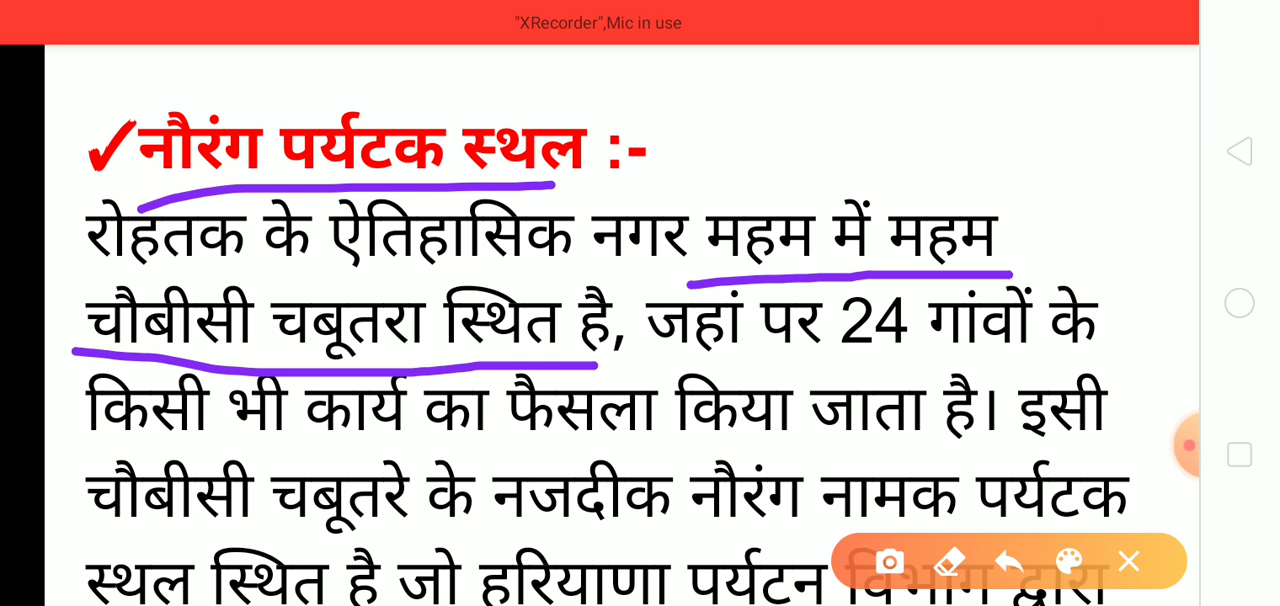 "XRecorder",Mic in use
✓नौरंग पर्यटक स्थल :-
रोहतक के ऐतिहासिक नगर महम में महम
चौबीसी चबूतरा स्थित है, जहां पर 24 गांवों के
किसी भी कार्य का फैसला किया जाता है। इसी
चौबीसी चबूतरे के नजदीक नौरंग नामक पर्यटक
स्थल स्थित है जो हरियाणा पर्यटन विभाग द्वारा